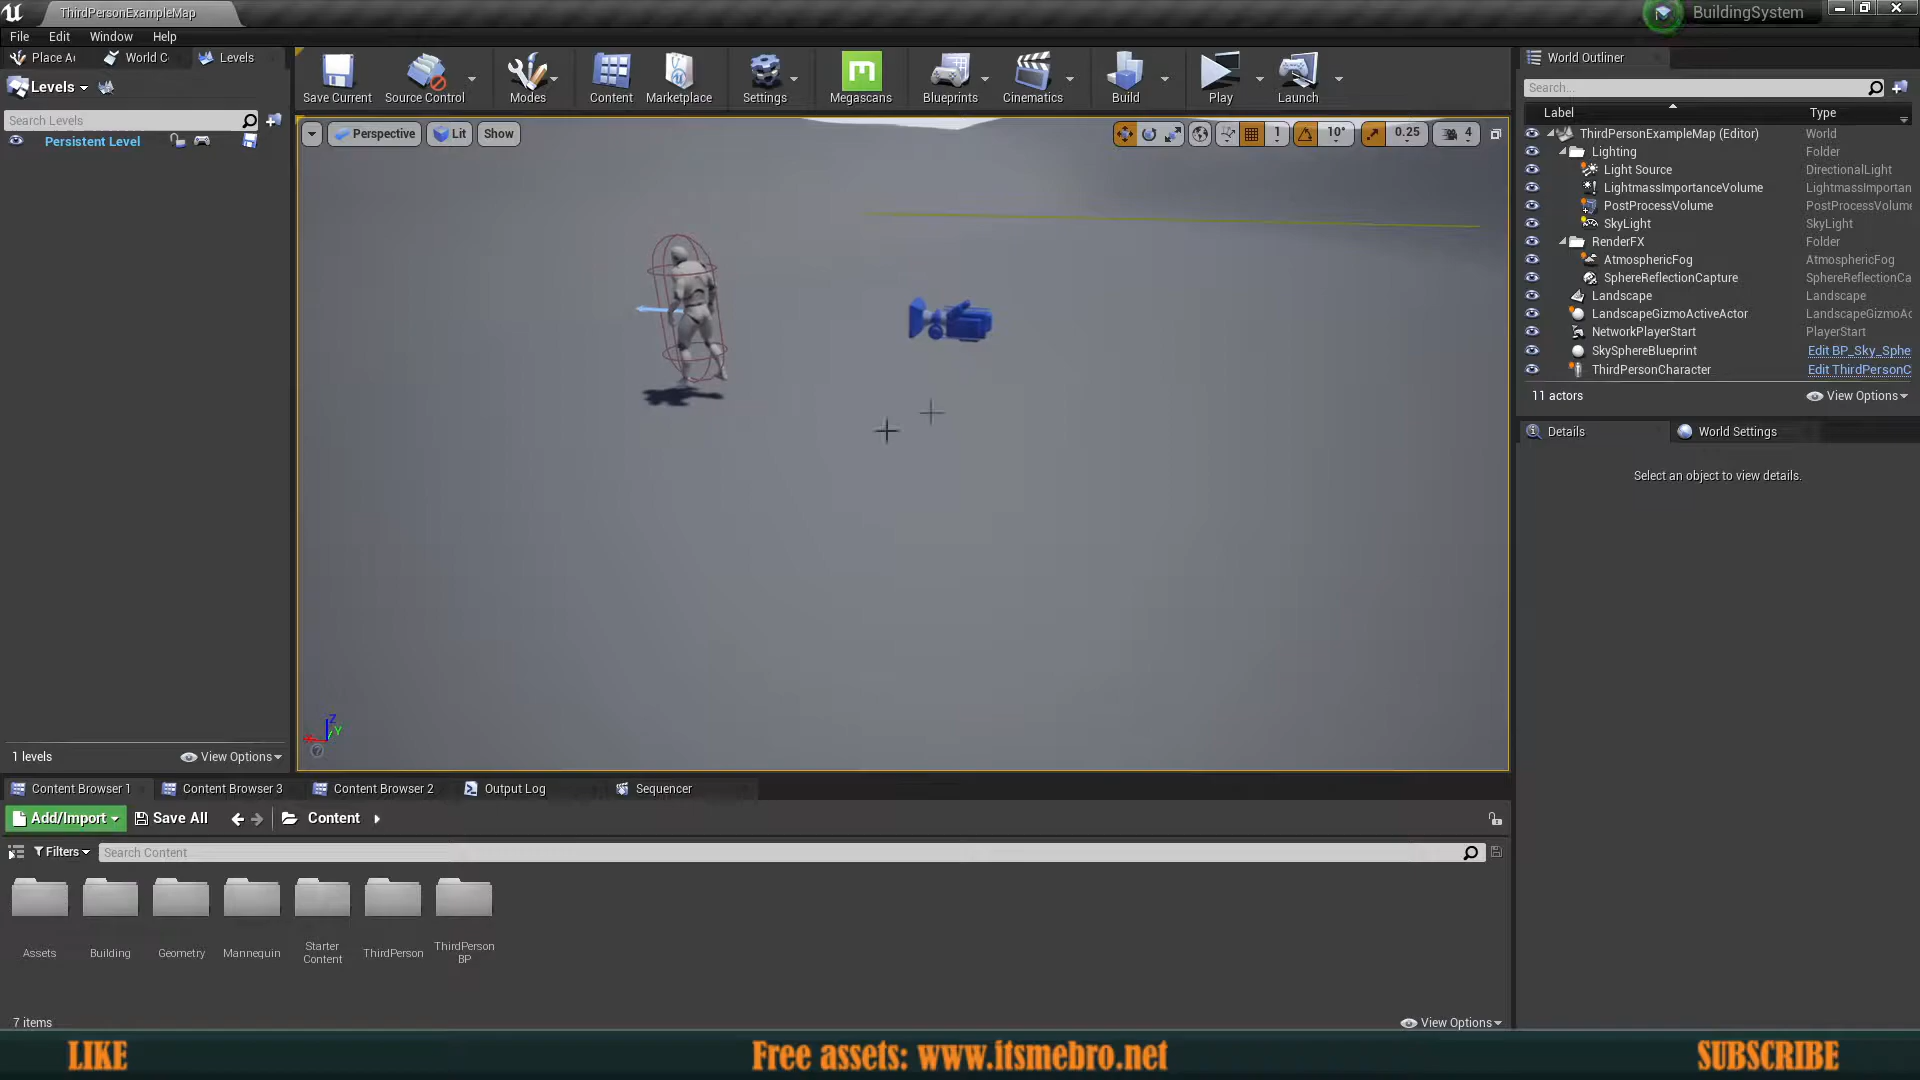 ThirdPersonExampleMap
BuildingSystem
File Edit Window Help
Place A
World C
Levels
Levels
Search Levels
Persistent Level
1 levels
View Options
Save Current
Source Control
Modes
Content
Marketplace
Settings
Megascans
Blueprints
Cinematics
Build
Play
Launch
Perspective
Lit
Show
1
10°
0.25
4
Z
Y
World Outliner
Search...
Label Type
ThirdPersonExampleMap (Editor) World
Lighting Folder
Light Source DirectionalLight
LightmassImportanceVolume LightmassImportan
PostProcessVolume PostProcessVolume
SkyLight SkyLight
RenderFX Folder
AtmosphericFog AtmosphericFog
SphereReflectionCapture SphereReflectionCa
Landscape Landscape
LandscapeGizmoActiveActor LandscapeGizmoAc
NetworkPlayerStart PlayerStart
SkySphereBlueprint Edit BP_Sky_Sphe
ThirdPersonCharacter Edit ThirdPersonC
11 actors
View Options
Details
World Settings
Select an object to view details.
Content Browser 1
Content Browser 3
Content Browser 2
Output Log
Sequencer
Add/Import
Save All
Content
Filters
Search Content
Assets
Building
Geometry
Mannequin
Starter
Content
ThirdPerson
ThirdPerson
BP
7 items
View Options
LIKE
Free assets: www.itsmebro.net
SUBSCRIBE